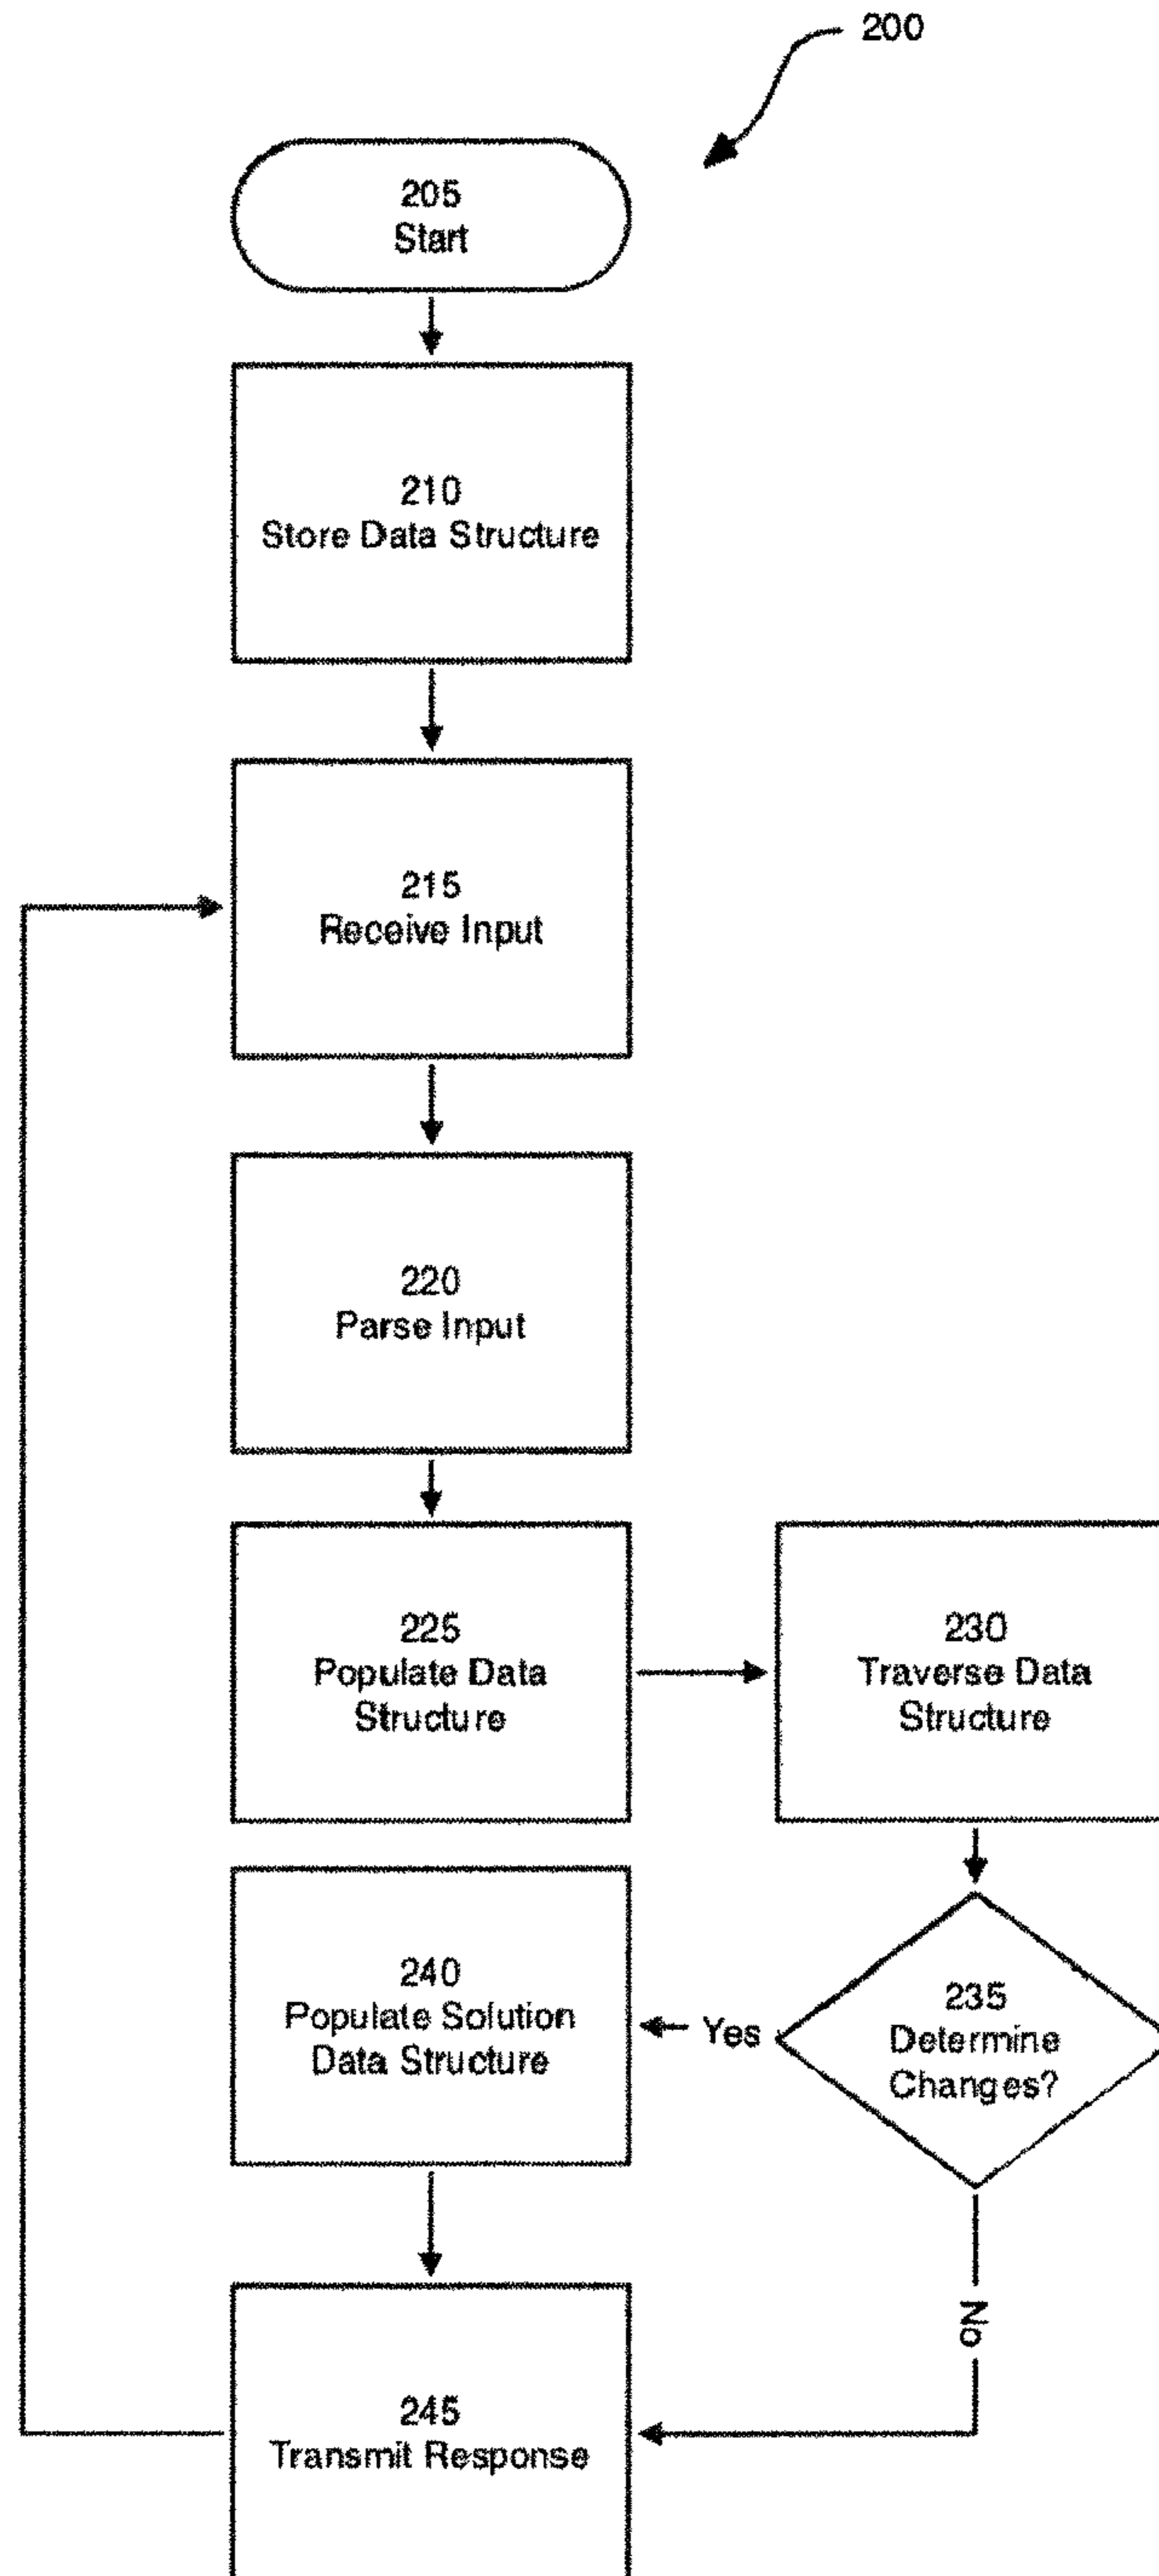 200
205
Start
210
Store Data Structure
215
Receive Input
220
Parse Input
225
Populate Data
Structure
230
Traverse Data
Structure
235
Determine
Changes?
Yes
240
Populate Solution
Data Structure
No
245
Transmit Response